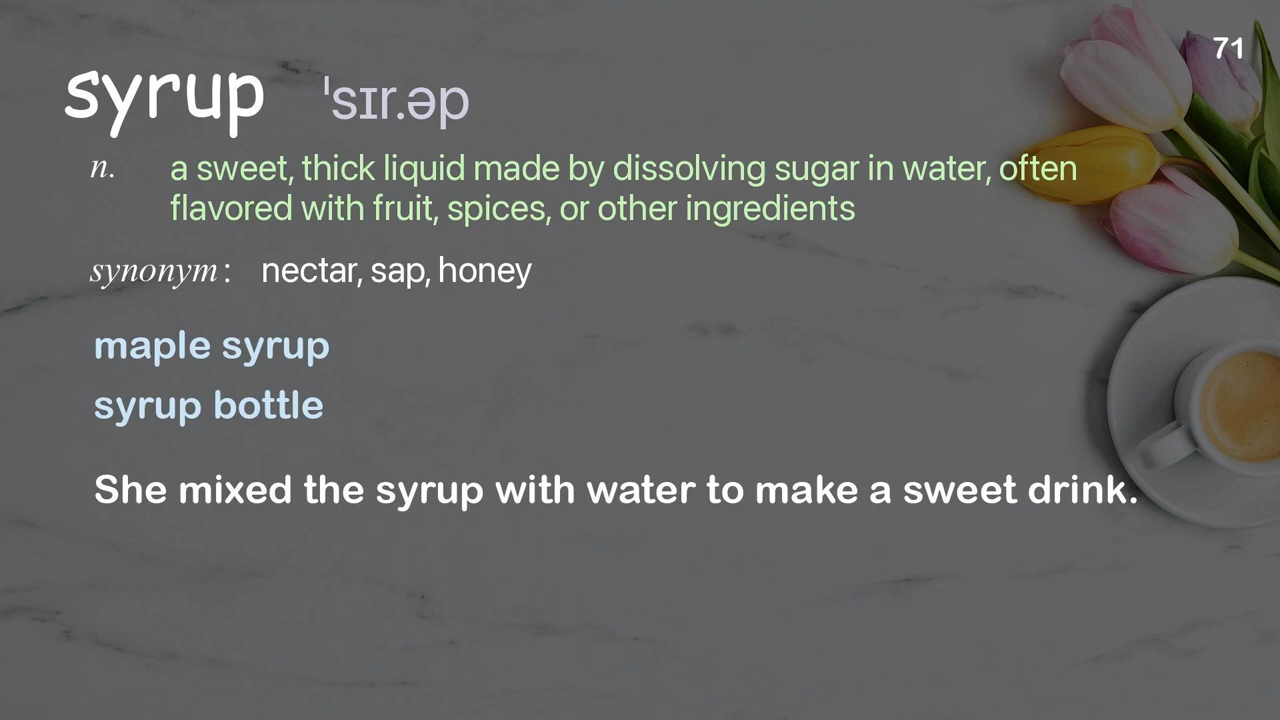 71
syrup ˈsɪr.əp
n. a sweet, thick liquid made by dissolving sugar in water, often
flavored with fruit, spices, or other ingredients
synonym: nectar, sap, honey
maple syrup
syrup bottle
She mixed the syrup with water to make a sweet drink.